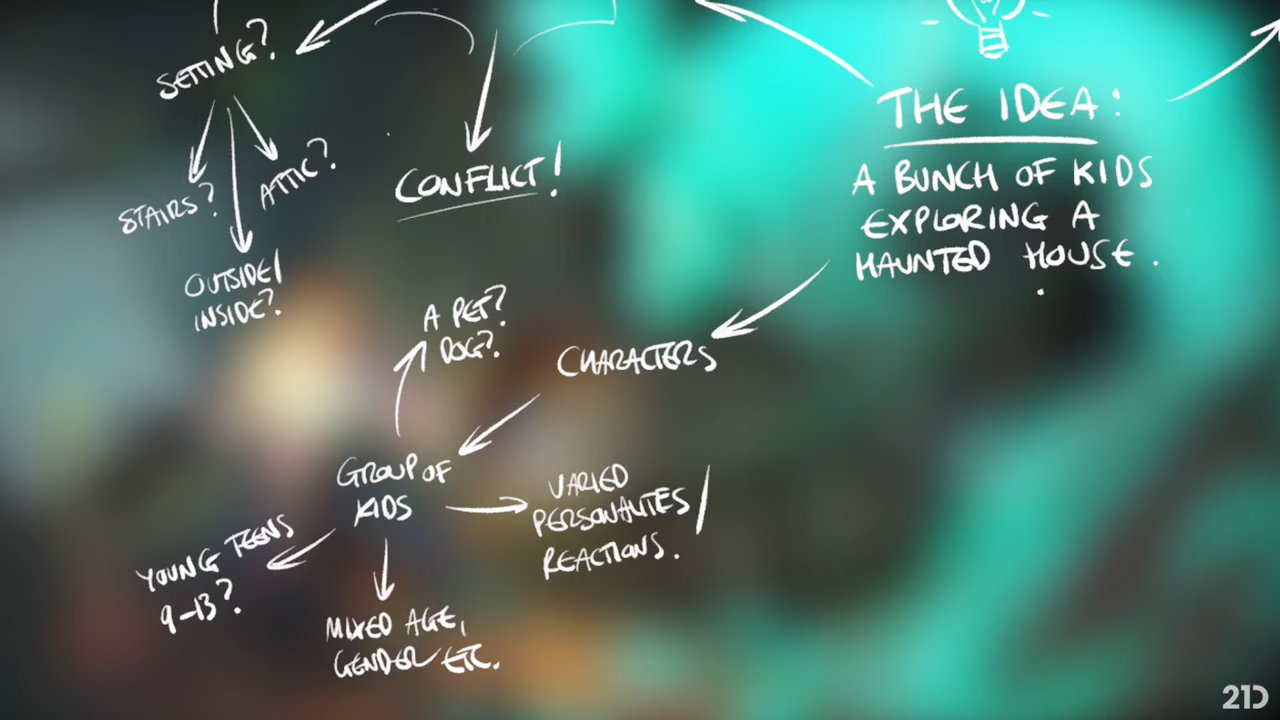 SETTING?
STAIRS?
ATTIC?
OUTSIDE/
INSIDE?
CONFLICT!
THE IDEA:
A BUNCH OF KIDS
EXPLORING A
HAUNTED HOUSE.
CHARACTERS
A PET?
DOG?
GROUP OF
KIDS
VARIED
PERSONALITIES/
REACTIONS.
YOUNG TEENS
9-13?
MIXED AGE,
GENDER ETC.
21D